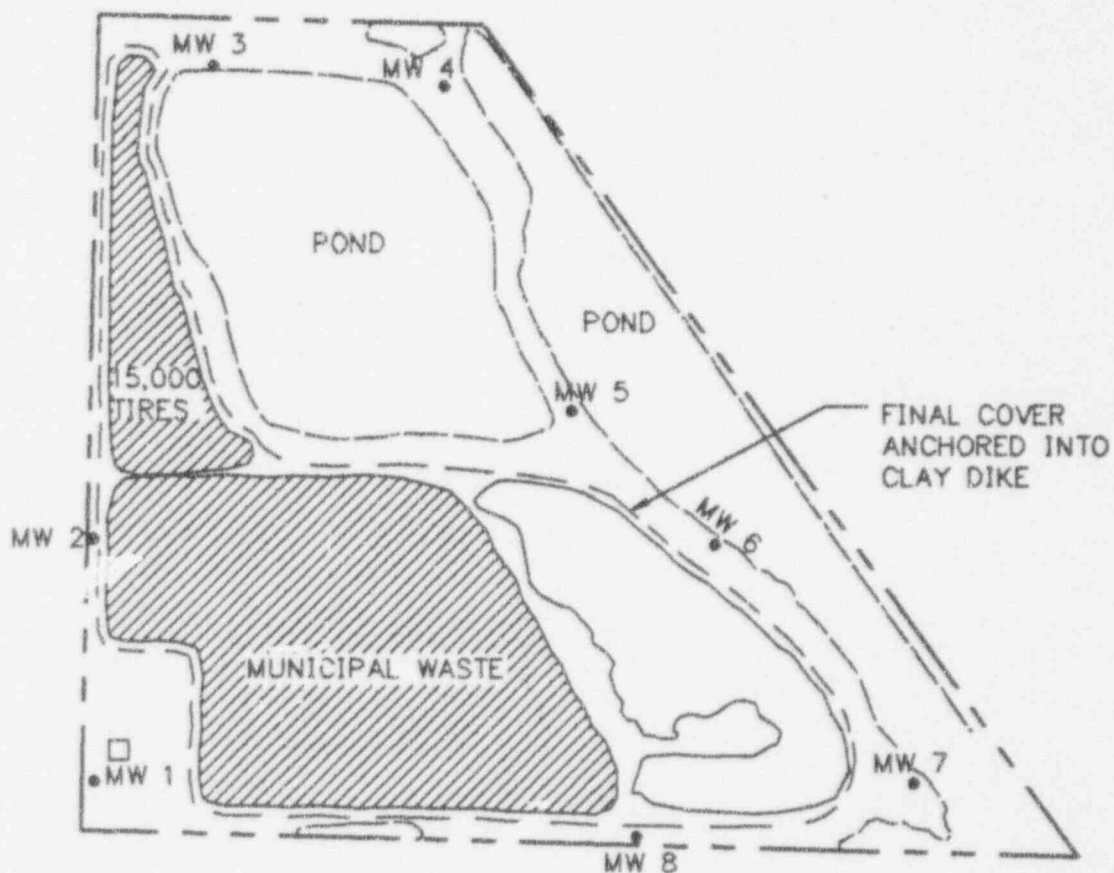 MW 3
MW 4
POND
POND
15,000
TIRES
MW 5
FINAL COVER
ANCHORED INTO
CLAY DIKE
MW 2
MW 6
MUNICIPAL WASTE
MW 1
MW 7
MW 8